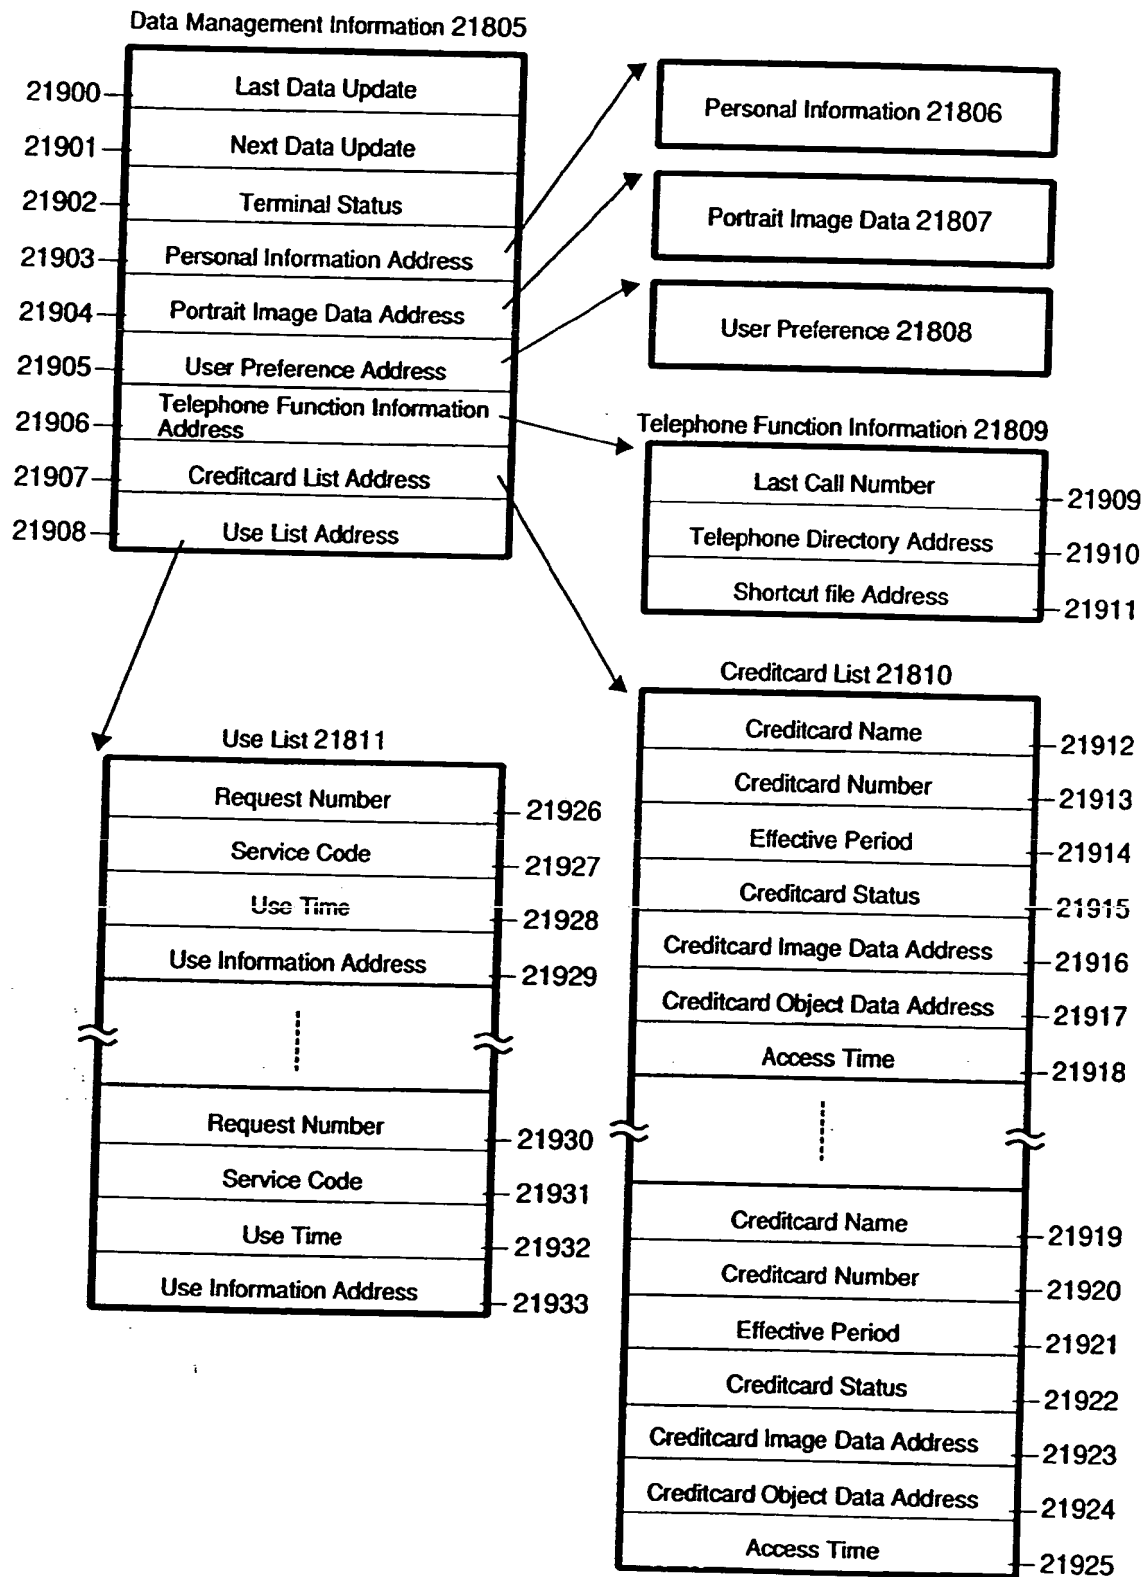 Data Management Information 21805
21900
Last Data Update
21901
Next Data Update
21902
Terminal Status
21903
Personal Information Address
21904
Portrait Image Data Address
21905
User Preference Address
21906
Telephone Function Information
Address
21907
Creditcard List Address
21908
Use List Address
Personal Information 21806
Portrait Image Data 21807
User Preference 21808
Telephone Function Information 21809
Last Call Number
21909
Telephone Directory Address
21910
Shortcut file Address
21911
Use List 21811
Request Number
21926
Service Code
21927
Use Time
21928
Use Information Address
21929
Request Number
21930
Service Code
21931
Use Time
21932
Use Information Address
21933
Creditcard List 21810
Creditcard Name
21912
Creditcard Number
21913
Effective Period
21914
Creditcard Status
21915
Creditcard Image Data Address
21916
Creditcard Object Data Address
21917
Access Time
21918
Creditcard Name
21919
Creditcard Number
21920
Effective Period
21921
Creditcard Status
21922
Creditcard Image Data Address
21923
Creditcard Object Data Address
21924
Access Time
21925